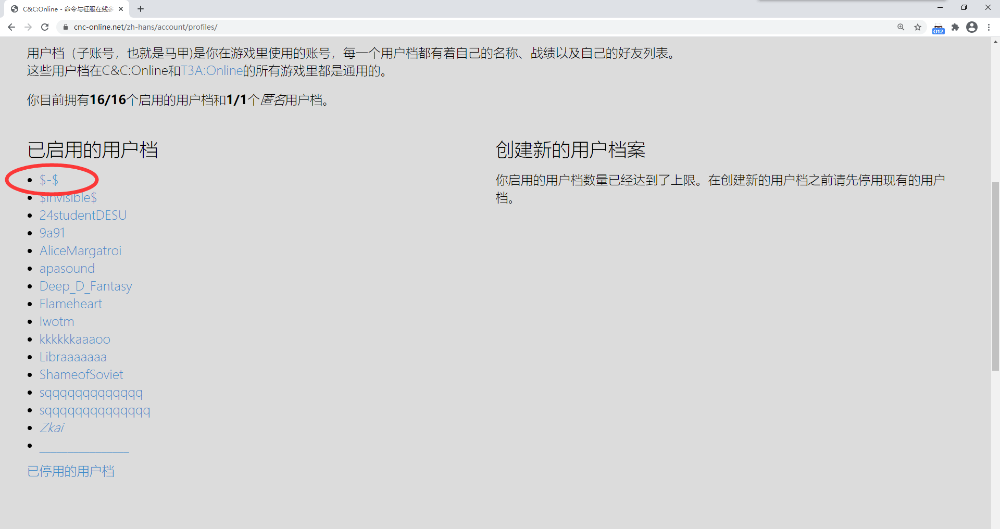 C&C:Online - 命令与征服在线多
cnc-online.net/zh-hans/account/profiles/
012
用户档（子账号，也就是马甲)是你在游戏里使用的账号，每一个用户档都有着自己的名称、战绩以及自己的好友列表。
这些用户档在C&C:Online和T3A:Online的所有游戏里都是通用的。
你目前拥有16/16个启用的用户档和1/1个匿名用户档。
已启用的用户档
$-$
$Invisible$
24studentDESU
9a91
AliceMargatroi
apasound
Deep_D_Fantasy
Flameheart
Iwotm
kkkkkkaaaoo
Libraaaaaaa
ShameofSoviet
sqqqqqqqqqqqqq
sqqqqqqqqqqqqqq
Zkai
_______________
已停用的用户档
创建新的用户档案
你启用的用户档数量已经达到了上限。在创建新的用户档之前请先停用现有的用户
档。